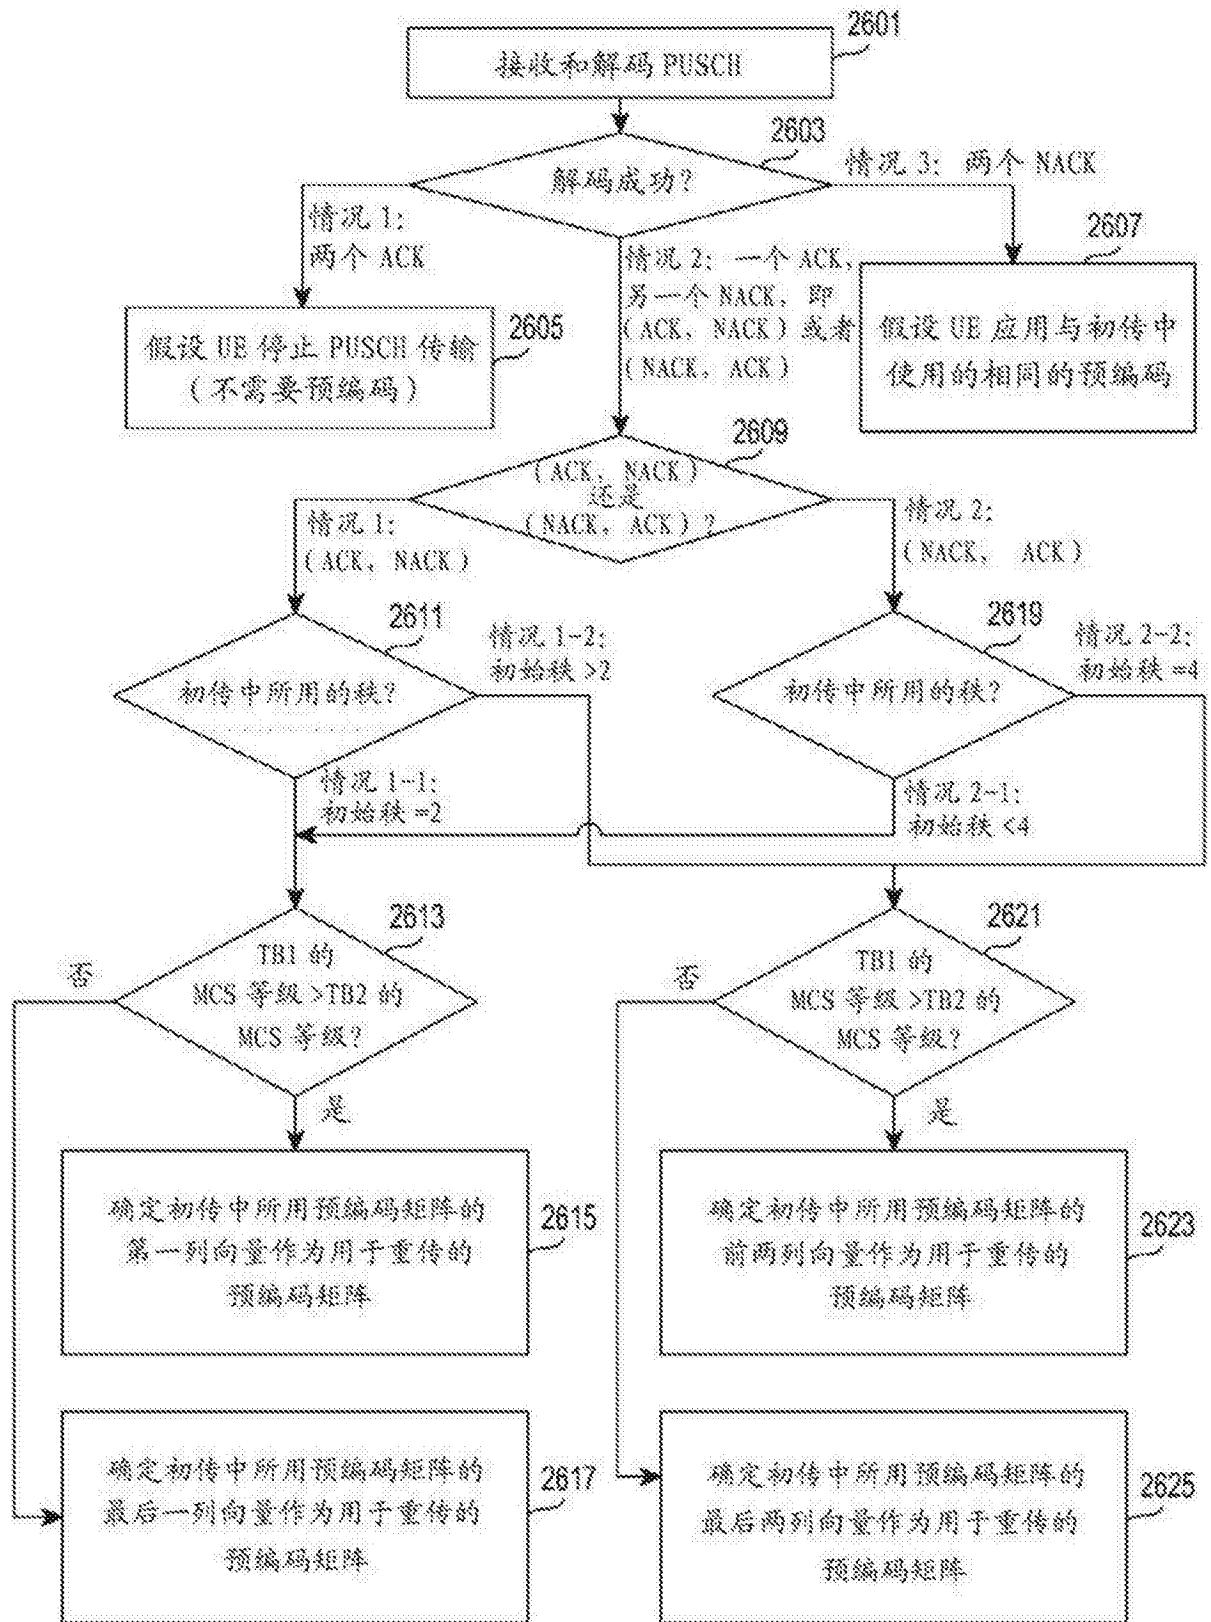 2601
接收和解码 PUSCH
2603
解码成功?
情况 3: 两个 NACK
情况 1:
两个 ACK
2607
情况 2: 一个 ACK,
另一个 NACK, 即
(ACK, NACK) 或者
(NACK, ACK)
2605
假设 UE 停止 PUSCH 传输
(不需要预编码)
假设 UE 应用与初传中
使用的相同的预编码
2609
(ACK, NACK)
还是
(NACK, ACK) ?
情况 1:
(ACK, NACK)
情况 2:
(NACK, ACK)
2611
情况 1-2:
初始秩 >2
初传中所用的秩?
情况 1-1:
初始秩 =2
2619
情况 2-2:
初始秩 =4
初传中所用的秩?
情况 2-1:
初始秩 <4
2613
TB1 的
MCS 等级 >TB2 的
MCS 等级?
否
是
2621
TB1 的
MCS 等级 >TB2 的
MCS 等级?
否
是
确定初传中所用预编码矩阵的
第一列向量作为用于重传的
预编码矩阵
2615
确定初传中所用预编码矩阵的
前两列向量作为用于重传的
预编码矩阵
2623
确定初传中所用预编码矩阵的
最后一列向量作为用于重传的
预编码矩阵
2617
确定初传中所用预编码矩阵的
最后两列向量作为用于重传的
预编码矩阵
2625